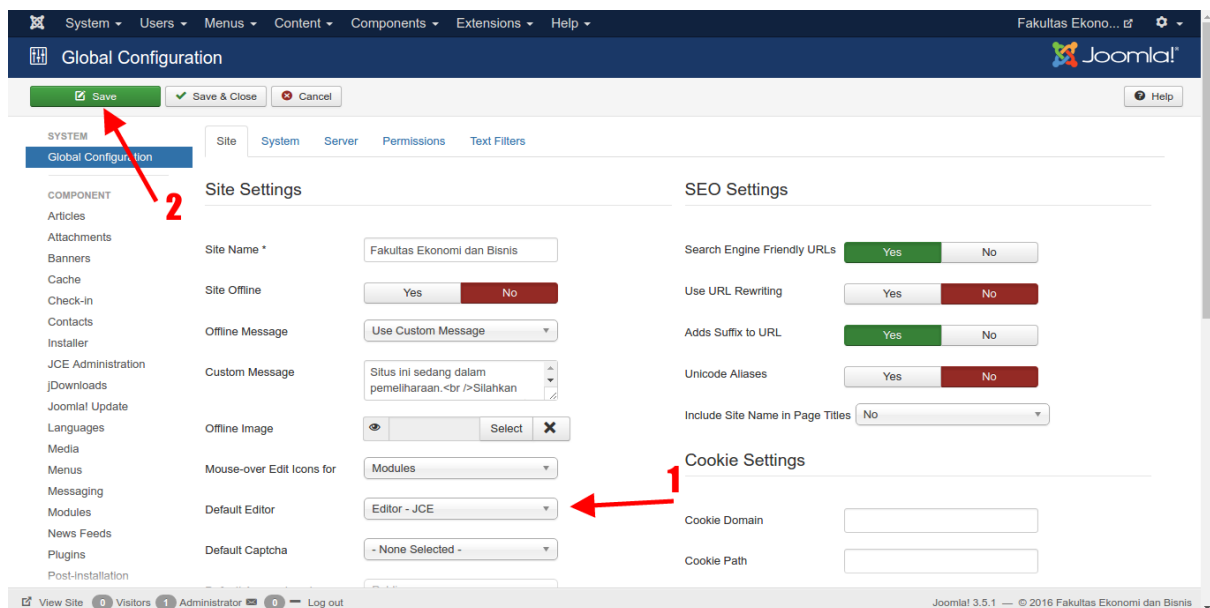 System Users Menus Content Components Extensions Help Fakultas Ekono...
Global Configuration Joomla!®
Save Save & Close Cancel Help
SYSTEM
Global Configuration
COMPONENT
Articles
Attachments
Banners
Cache
Check-in
Contacts
Installer
JCE Administration
jDownloads
Joomla! Update
Languages
Media
Menus
Messaging
Modules
News Feeds
Plugins
Post-installation
Site System Server Permissions Text Filters
Site Settings
Site Name * Fakultas Ekonomi dan Bisnis
Site Offline Yes No
Offline Message Use Custom Message
Custom Message Situs ini sedang dalam
pemeliharaan.<br />Silahkan
Offline Image Select
Mouse-over Edit Icons for Modules
Default Editor Editor - JCE
Default Captcha - None Selected -
SEO Settings
Search Engine Friendly URLs Yes No
Use URL Rewriting Yes No
Adds Suffix to URL Yes No
Unicode Aliases Yes No
Include Site Name in Page Titles No
Cookie Settings
Cookie Domain
Cookie Path
1
2
View Site 0 Visitors 1 Administrator 0 Log out Joomla! 3.5.1 — © 2016 Fakultas Ekonomi dan Bisnis